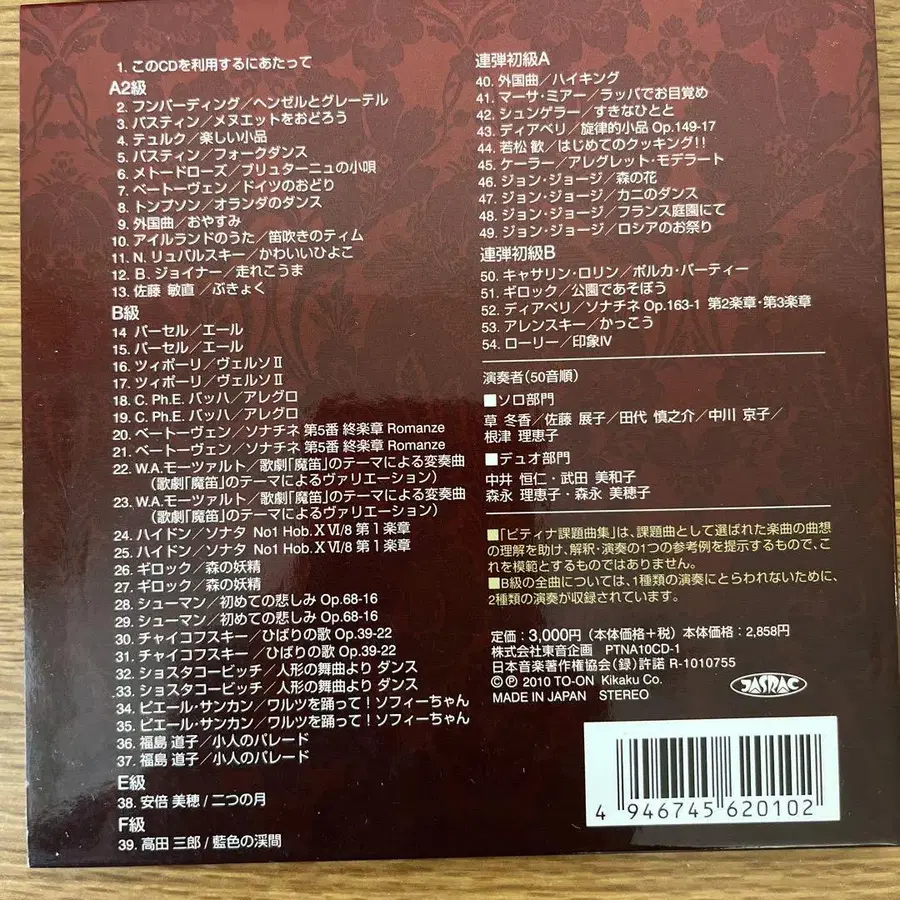 1. このCDを利用するにあたって
A2級
2. フンパーディング／ヘンゼルとグレーテル
3. バスティン／メヌエットをおどろう
4. テュルク／楽しい小品
5. バスティン／フォークダンス
6. メトードローズ／ブリュターニュの小唄
7. ベートーヴェン／ドイツのおどり
8. トンプソン／オランダのダンス
9. 外国曲／おやすみ
10. アイルランドのうた／笛吹きのティム
11. N. リュバルスキー／かわいいひよこ
12. B. ジョイナー／走れこうま
13. 佐藤 敏直／ぶきょく
B級
14 パーセル／エール
15. パーセル／エール
16. ツィポーリ／ヴェルソⅡ
17. ツィポーリ／ヴェルソⅡ
18. C. Ph.E. バッハ／アレグロ
19. C. Ph.E. バッハ／アレグロ
20. ベートーヴェン／ソナチネ 第5番 終楽章 Romanze
21. ベートーヴェン／ソナチネ 第5番 終楽章 Romanze
22. W.A.モーツァルト／歌劇「魔笛」のテーマによる変奏曲
(歌劇「魔笛」のテーマによるヴァリエーション)
23. W.A.モーツァルト／歌劇「魔笛」のテーマによる変奏曲
(歌劇「魔笛」のテーマによるヴァリエーション)
24. ハイドン／ソナタ No1 Hob.ⅩⅥ/8 第1楽章
25. ハイドン／ソナタ No1 Hob.ⅩⅥ/8 第1楽章
26. ギロック／森の妖精
27. ギロック／森の妖精
28. シューマン／初めての悲しみ Op.68-16
29. シューマン／初めての悲しみ Op.68-16
30. チャイコフスキー／ひばりの歌 Op.39-22
31. チャイコフスキー／ひばりの歌 Op.39-22
32. ショスタコービッチ／人形の舞曲より ダンス
33. ショスタコービッチ／人形の舞曲より ダンス
34. ピエール・サンカン／ワルツを踊って！ソフィーちゃん
35. ピエール・サンカン／ワルツを踊って！ソフィーちゃん
36. 福島 道子／小人のパレード
37. 福島 道子／小人のパレード
E級
38. 安倍 美穂／二つの月
F級
39. 高田 三郎／藍色の渓間
連弾初級A
40. 外国曲／ハイキング
41. マーサ・ミアー／ラッパでお目覚め
42. シュンゲラー／すきなひとと
43. ディアベリ／旋律的小品 Op.149-17
44. 若松 歓／はじめてのクッキング!!
45. ケーラー／アレグレット・モデラート
46. ジョン・ジョージ／森の花
47. ジョン・ジョージ／カニのダンス
48. ジョン・ジョージ／フランス庭園にて
49. ジョン・ジョージ／ロシアのお祭り
連弾初級B
50. キャサリン・ロリン／ポルカ・パーティー
51. ギロック／公園であそぼう
52. ディアベリ／ソナチネ Op.163-1 第2楽章・第3楽章
53. アレンスキー／かっこう
54. ローリー／印象Ⅳ
演奏者(50音順)
■ソロ部門
草 冬香／佐藤 展子／田代 慎之介／中川 京子／
根津 理恵子
■デュオ部門
中井 恒仁・武田 美和子
森永 理恵子・森永 美穂子
■「ピティナ課題曲集」は、課題曲として選ばれた楽曲の曲想
の理解を助け、解釈・演奏の1つの参考例を提示するもので、こ
れを模範とするものではありません。
■B級の全曲については、1種類の演奏にとらわれないために、
2種類の演奏が収録されています。
定価：3,000円(本体価格+税) 本体価格：2,858円
株式会社東音企画 PTNA10CD-1
日本音楽著作権協会(録)許諾 R-1010755
©℗ 2010 TO-ON Kikaku Co.
MADE IN JAPAN STEREO
JASRAC
4 946745 620102